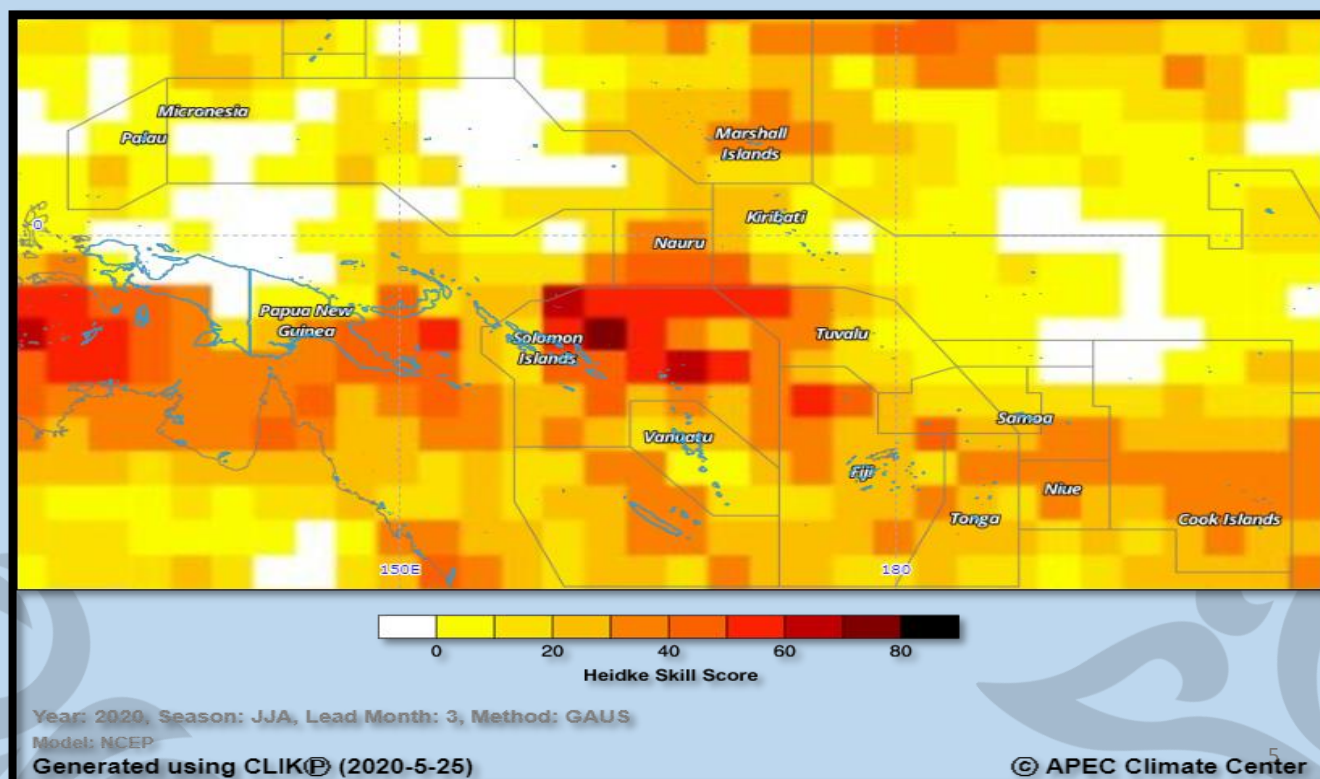 Micronesia
Palau
Marshall
Islands
Kiribati
0
Nauru
Papua New
Guinea
Solomon
Islands
Tuvalu
Samoa
Vanuatu
Fiji
Niue
Tonga
Cook Islands
150E
180
0 20 40 60 80
Heidke Skill Score
Year: 2020, Season: JJA, Lead Month: 3, Method: GAUS
Model: NCEP
Generated using CLIKⓅ (2020-5-25)
© APEC Climate Center
5